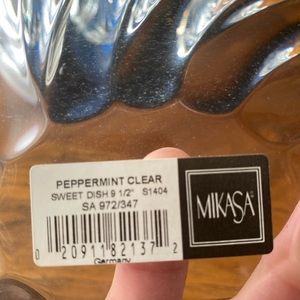 PEPPERMINT CLEAR
SWEET DISH 9 1/2" S1404
SA 972/347
MIKASA
0 20911 82137 2
Germany